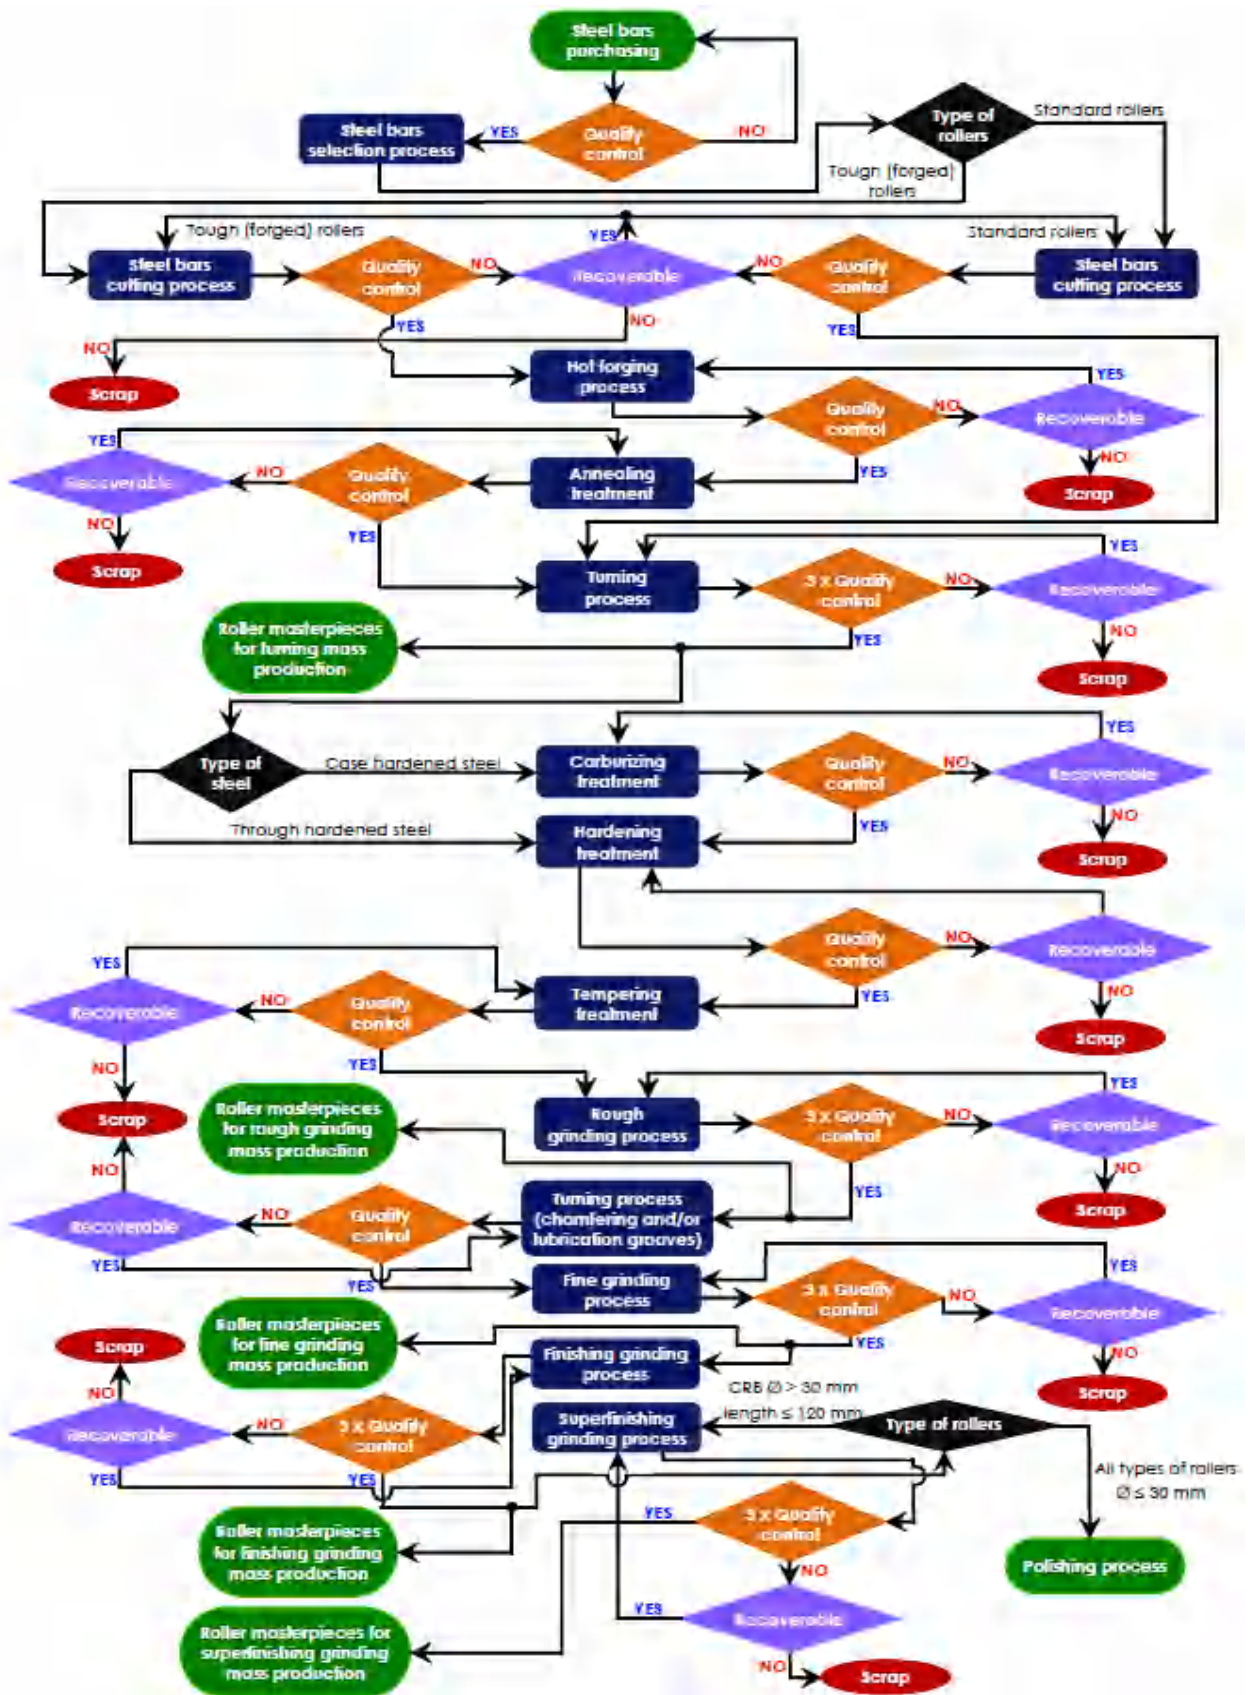 Steel bars
purchasing
Quality
control
YES
NO
Steel bars
selection process
Type of
rollers
Standard rollers
Tough (forged)
rollers
Tough (forged) rollers
YES
Standard rollers
Steel bars
cutting process
Quality
control
NO
Recoverable
NO
Quality
control
Steel bars
cutting process
YES
NO
YES
NO
Scrap
Hot forging
process
YES
Quality
control
NO
Recoverable
YES
NO
YES
Scrap
Recoverable
NO
Quality
control
Annealing
treatment
NO
YES
Scrap
YES
Turning
process
3 x Quality
control
NO
Recoverable
Roller masterpieces
for turning mass
production
YES
NO
Scrap
YES
Type of
steel
Case hardened steel
Carburizing
treatment
Quality
control
NO
Recoverable
Through hardened steel
Hardening
treatment
YES
NO
Scrap
Quality
control
NO
Recoverable
YES
YES
NO
Recoverable
NO
Quality
control
Tempering
treatment
Scrap
NO
YES
Scrap
Roller masterpieces
for rough grinding
mass production
Rough
grinding process
3 x Quality
control
NO
YES
Recoverable
NO
YES
NO
Scrap
Recoverable
NO
Quality
control
Turning process
(chamfering and/or
lubrication grooves)
YES
YES
Fine grinding
process
3 x Quality
control
NO
YES
Recoverable
Roller masterpieces
for fine grinding
mass production
YES
NO
Scrap
Scrap
Finishing grinding
process
NO
CRB Ø > 30 mm
length ≤ 120 mm
Recoverable
NO
3 x Quality
control
Superfinishing
grinding process
Type of rollers
YES
YES
All types of rollers
Ø ≤ 30 mm
Roller masterpieces
for finishing grinding
mass production
YES
3 x Quality
control
Polishing process
NO
YES
Recoverable
Roller masterpieces for
superfinishing grinding
mass production
NO
Scrap